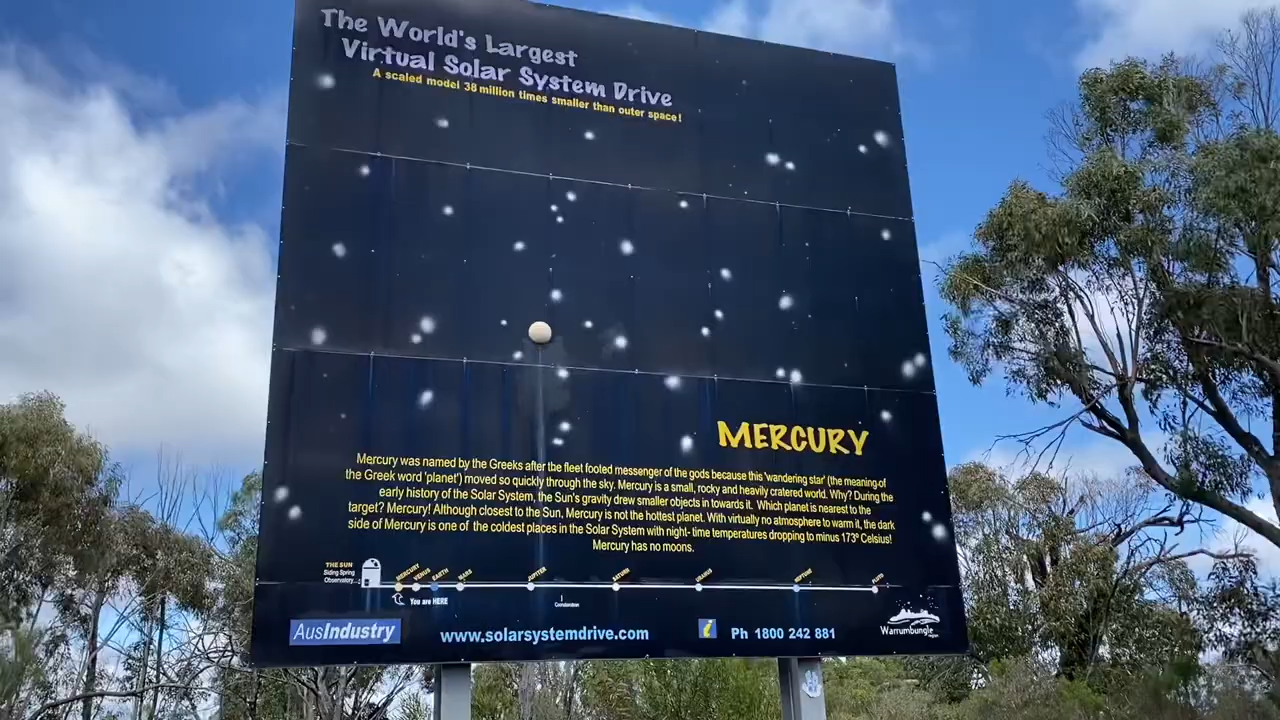 The World's Largest
Virtual Solar System Drive
A scaled model 38 million times smaller than outer space!
MERCURY
Mercury was named by the Greeks after the fleet footed messenger of the gods because this 'wandering star' (the meaning of
the Greek word 'planet') moved so quickly through the sky. Mercury is a small, rocky and heavily cratered world. Why? During the
early history of the Solar System, the Sun's gravity drew smaller objects in towards it. Which planet is nearest to the
target? Mercury! Although closest to the Sun, Mercury is not the hottest planet. With virtually no atmosphere to warm it, the dark
side of Mercury is one of the coldest places in the Solar System with night- time temperatures dropping to minus 173º Celsius!
Mercury has no moons.
THE SUN
Siding Spring
Observatory
MERCURY
VENUS
EARTH
MARS
JUPITER
SATURN
URANUS
NEPTUNE
PLUTO
You are HERE
Coonabarabran
AusIndustry
www.solarsystemdrive.com
i
Ph 1800 242 881
Warrumbungle